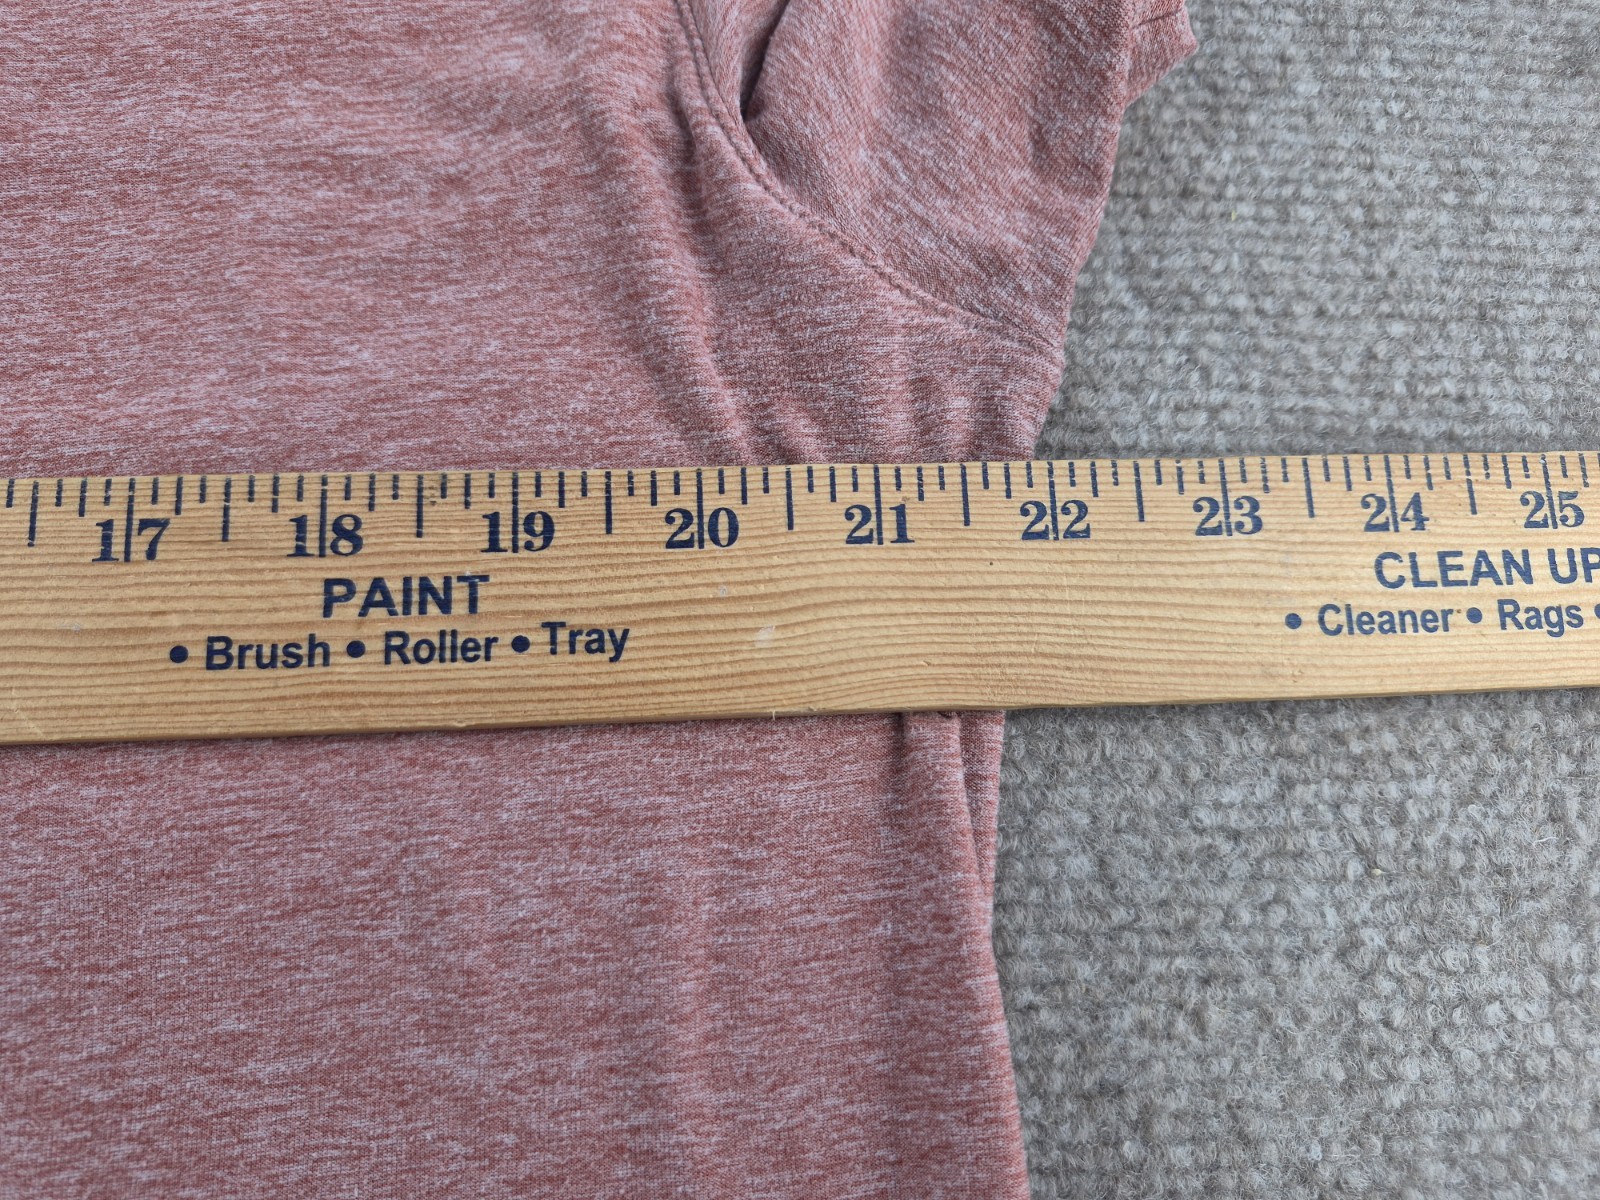 17 18 19 20 21 22 23 24 25
PAINT
• Brush • Roller • Tray
CLEAN UP
• Cleaner • Rags •